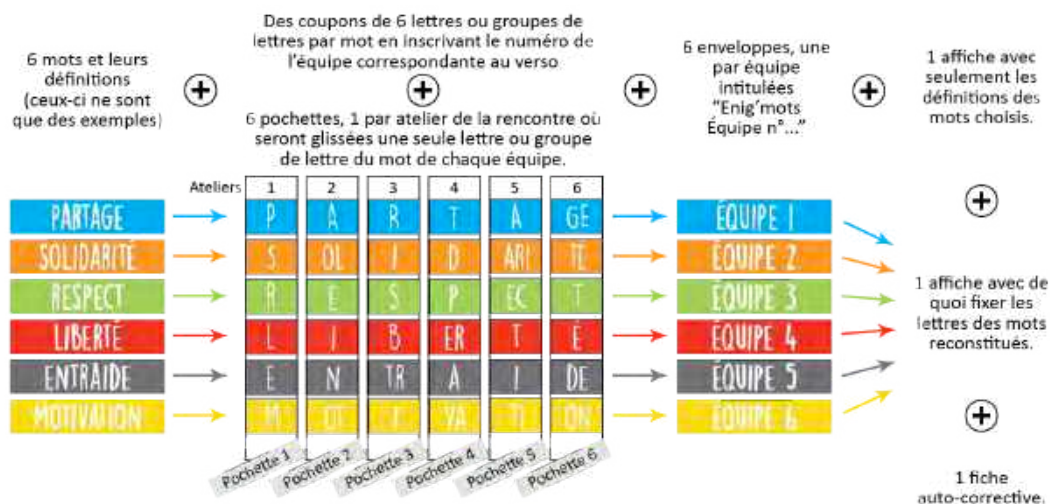 6 mots et leurs
définitions
(ceux-ci ne sont
que des exemples)
+
Des coupons de 6 lettres ou groupes de
lettres par mot en inscrivant le numéro de
l'équipe correspondante au verso
+
6 pochettes, 1 par atelier de la rencontre où
seront glissées une seule lettre ou groupe
de lettre du mot de chaque équipe.
+
6 enveloppes, une
par équipe
intitulées
"Enig'mots
Équipe n°..."
+
1 affiche avec
seulement les
définitions des
mots choisis.
+
Ateliers 1 2 3 4 5 6
PARTAGE P A R T A GE ÉQUIPE 1
SOLIDARITÉ S OL I D ARI TÉ ÉQUIPE 2
RESPECT R E S P EC T ÉQUIPE 3
LIBERTÉ L I B ER T É ÉQUIPE 4
ENTRAIDE E N TR A I DE ÉQUIPE 5
MOTIVATION M OT I VA TI ON ÉQUIPE 6
Pochette 1 Pochette 2 Pochette 3 Pochette 4 Pochette 5 Pochette 6
1 affiche avec de
quoi fixer les
lettres des mots
reconstitués.
+
1 fiche
auto-corrective.